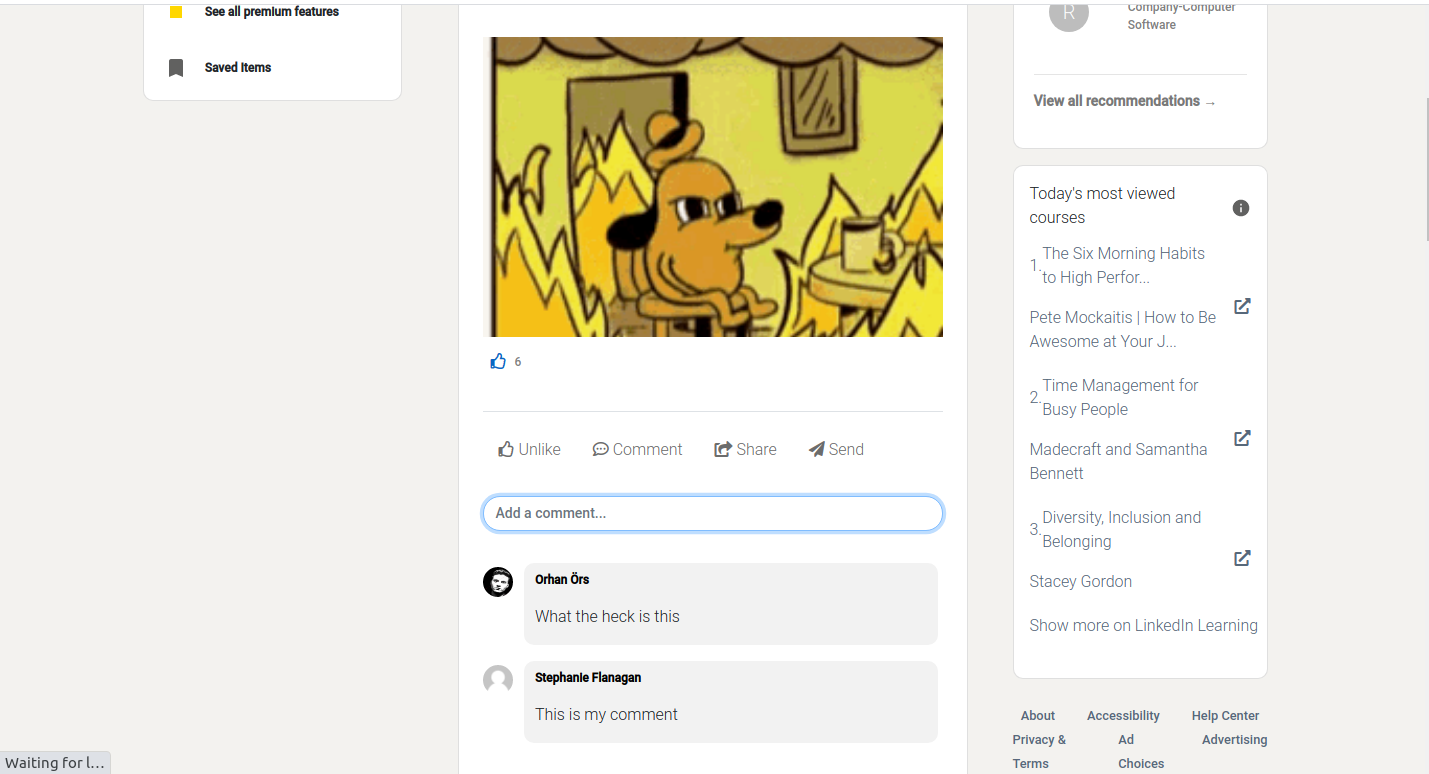 See all premium features
Saved Items
6
Unlike
Comment
Share
Send
Add a comment...
Orhan Örs
What the heck is this
Stephanie Flanagan
This is my comment
R
Company-Computer
Software
View all recommendations →
Today's most viewed
courses
1. The Six Morning Habits
to High Perfor...
Pete Mockaitis | How to Be
Awesome at Your J...
2. Time Management for
Busy People
Madecraft and Samantha
Bennett
3. Diversity, Inclusion and
Belonging
Stacey Gordon
Show more on LinkedIn Learning
About Accessibility Help Center
Privacy & Ad Advertising
Terms Choices
Waiting for l...